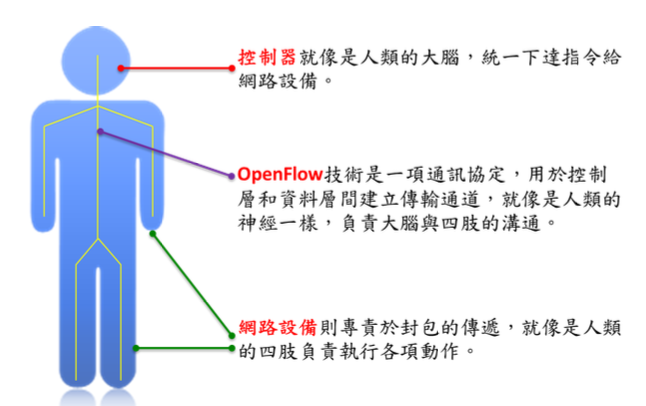 控制器就像是人類的大腦，統一下達指令給
網路設備。
OpenFlow技術是一項通訊協定，用於控制
層和資料層間建立傳輸通道，就像是人類的
神經一樣，負責大腦與四肢的溝通。
網路設備則專責於封包的傳遞，就像是人類
的四肢負責執行各項動作。